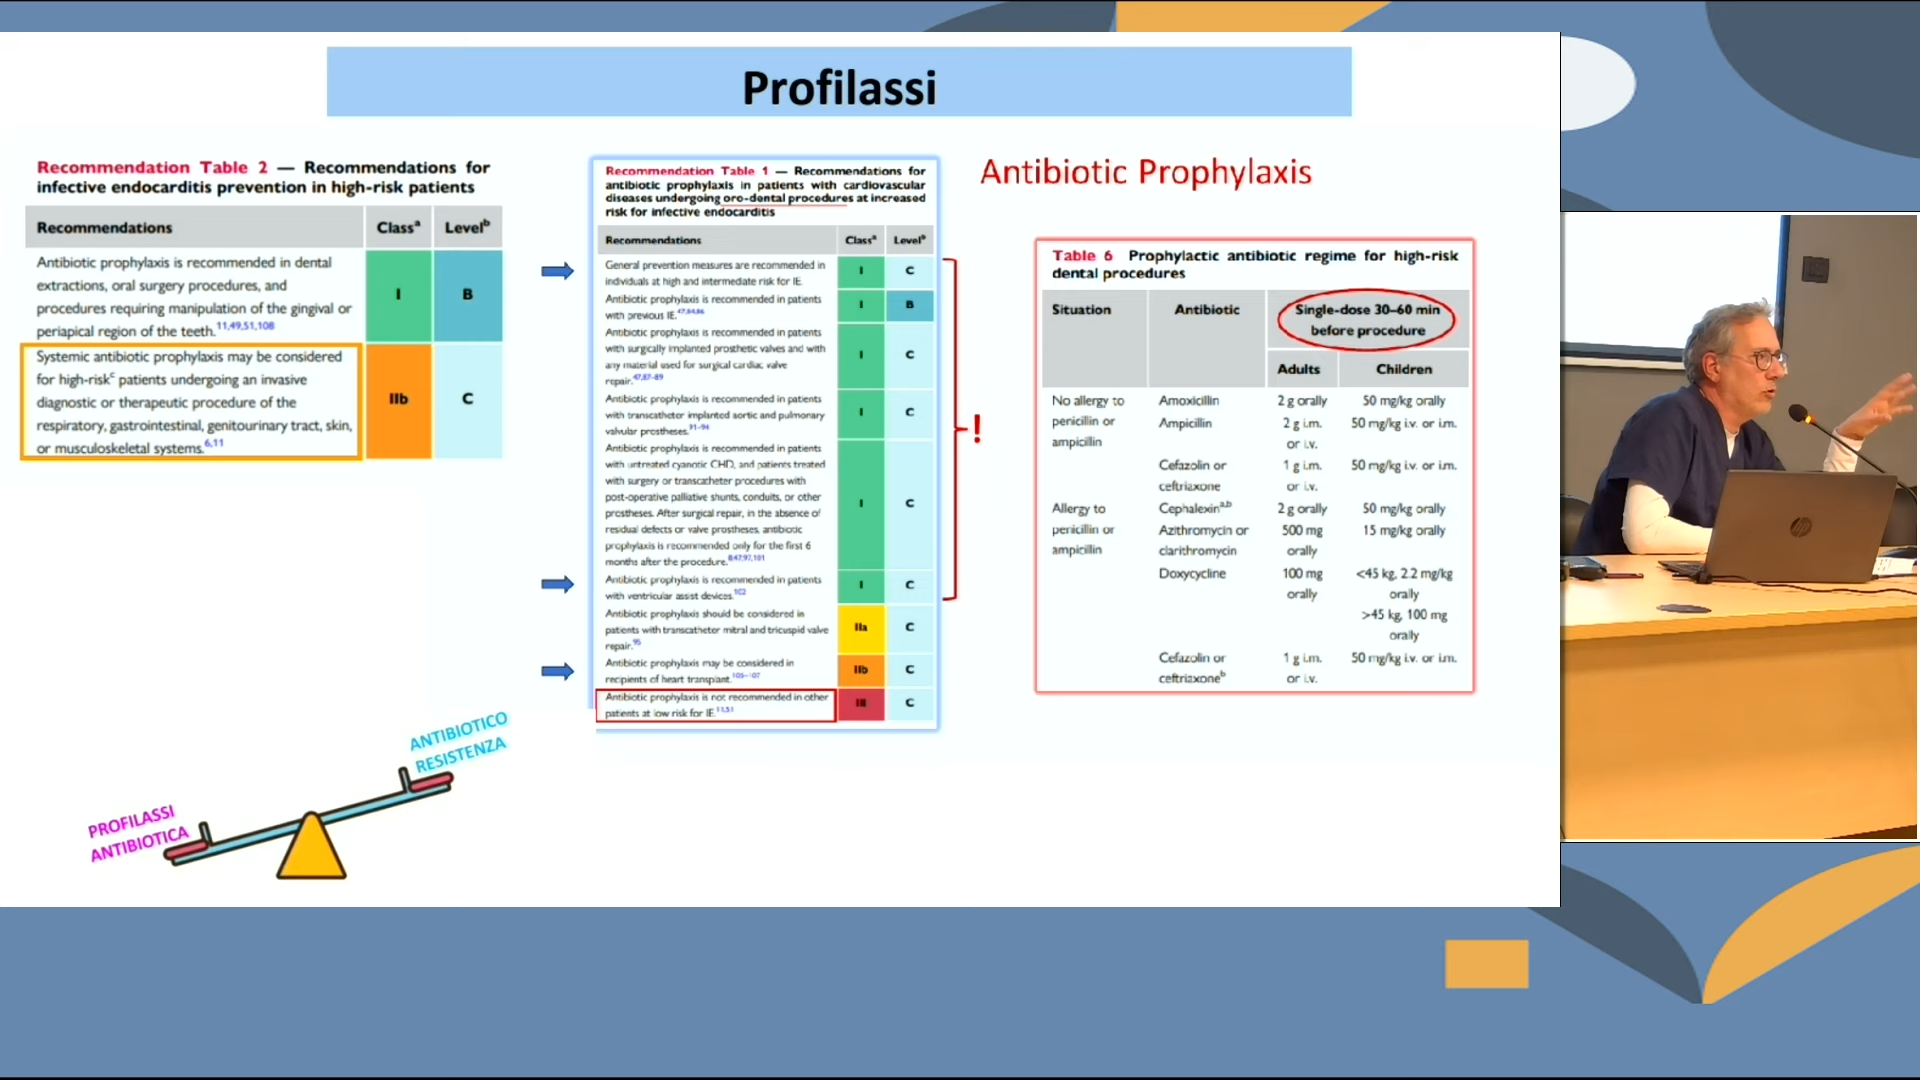 Profilassi
Recommendation Table 2 — Recommendations for
infective endocarditis prevention in high-risk patients
Recommendations Classᵃ Levelᵇ
Antibiotic prophylaxis is recommended in dental
extractions, oral surgery procedures, and
procedures requiring manipulation of the gingival or
periapical region of the teeth.11,49,51,108
I B
Systemic antibiotic prophylaxis may be considered
for high-riskᶜ patients undergoing an invasive
diagnostic or therapeutic procedure of the
respiratory, gastrointestinal, genitourinary tract, skin,
or musculoskeletal systems.6,11
IIb C
PROFILASSI
ANTIBIOTICA
ANTIBIOTICO
RESISTENZA
Recommendation Table 1 — Recommendations for
antibiotic prophylaxis in patients with cardiovascular
diseases undergoing oro-dental procedures at increased
risk for infective endocarditis
Recommendations Classᵃ Levelᵇ
General prevention measures are recommended in
individuals at high and intermediate risk for IE.
I C
Antibiotic prophylaxis is recommended in patients
with previous IE.
I B
Antibiotic prophylaxis is recommended in patients
with surgically implanted prosthetic valves and with
any material used for surgical cardiac valve
repair.
I C
Antibiotic prophylaxis is recommended in patients
with transcatheter implanted aortic and pulmonary
valvular prostheses.
I C
Antibiotic prophylaxis is recommended in patients
with untreated cyanotic CHD, and patients treated
with surgery or transcatheter procedures with
post-operative palliative shunts, conduits, or other
prostheses. After surgical repair, in the absence of
residual defects or valve prostheses, antibiotic
prophylaxis is recommended only for the first 6
months after the procedure.
I C
Antibiotic prophylaxis is recommended in patients
with ventricular assist devices.102
I C
Antibiotic prophylaxis should be considered in
patients with transcatheter mitral and tricuspid valve
repair.
IIa C
Antibiotic prophylaxis may be considered in
recipients of heart transplant.
IIb C
Antibiotic prophylaxis is not recommended in other
patients at low risk for IE.11,51
III C
!
Antibiotic Prophylaxis
Table 6 Prophylactic antibiotic regime for high-risk
dental procedures
Situation Antibiotic Single-dose 30–60 min
before procedure
Adults Children
No allergy to Amoxicillin 2 g orally 50 mg/kg orally
penicillin or Ampicillin 2 g i.m. 50 mg/kg i.v. or i.m.
ampicillin or i.v.
Cefazolin or 1 g i.m. 50 mg/kg i.v. or i.m.
ceftriaxone or i.v.
Allergy to Cephalexinᵃ,ᵇ 2 g orally 50 mg/kg orally
penicillin or Azithromycin or 500 mg 15 mg/kg orally
ampicillin clarithromycin orally
Doxycycline 100 mg <45 kg, 2.2 mg/kg
orally orally
>45 kg, 100 mg
orally
Cefazolin or 1 g i.m. 50 mg/kg i.v. or i.m.
ceftriaxoneᵇ or i.v.
hp